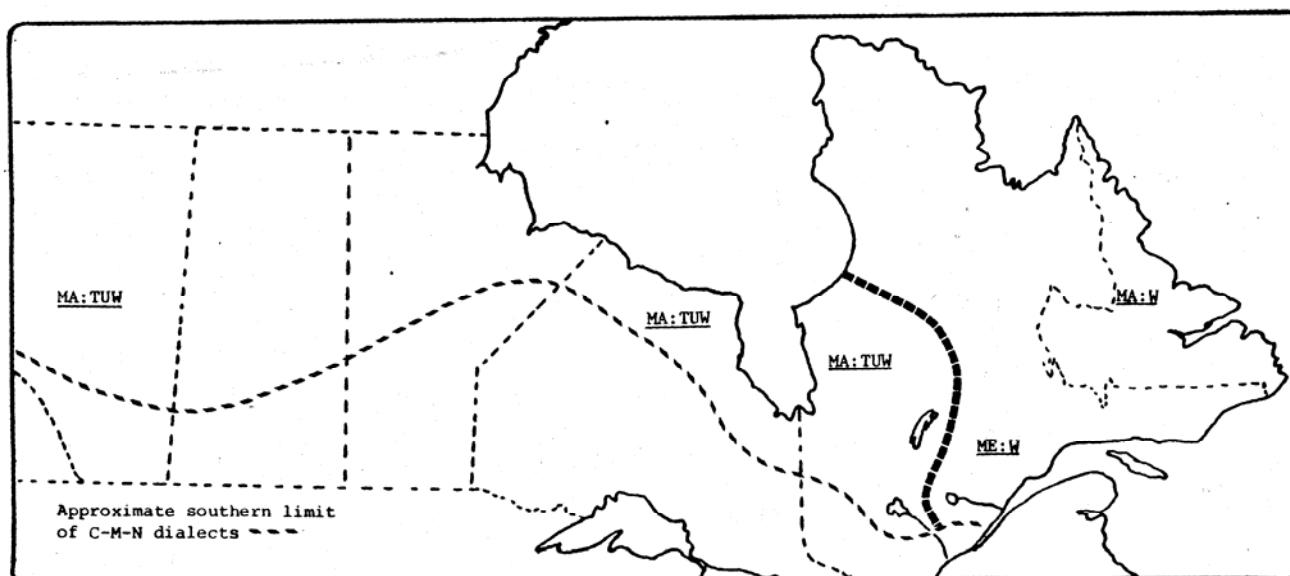 MA:TUW
MA:TUW
MA:TUW
MA:W
ME:W
Approximate southern limit
of C-M-N dialects